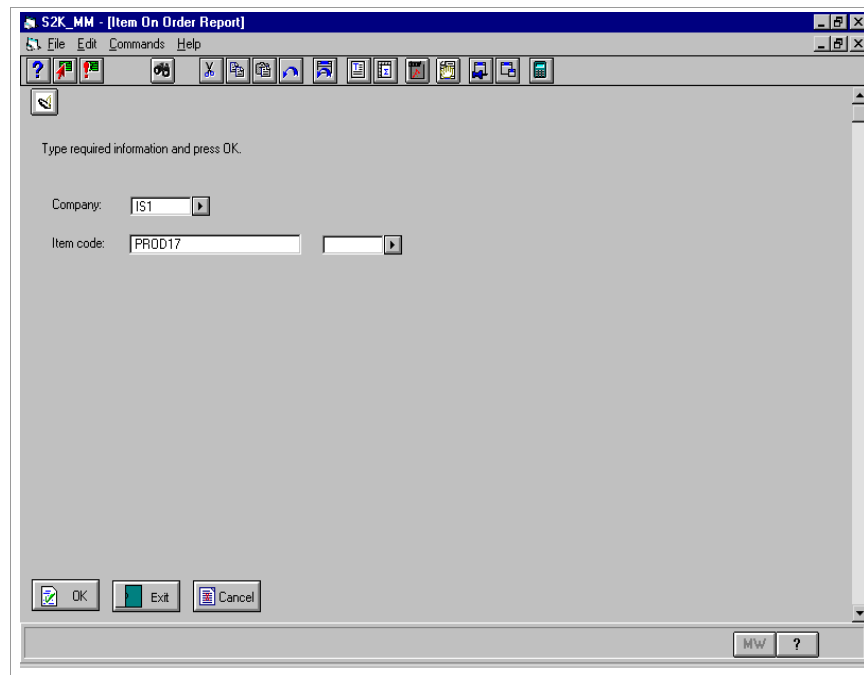 S2K_MM - [Item On Order Report]
File Edit Commands Help
Type required information and press OK.
Company: IS1
Item code: PROD17
OK Exit Cancel
MW ?